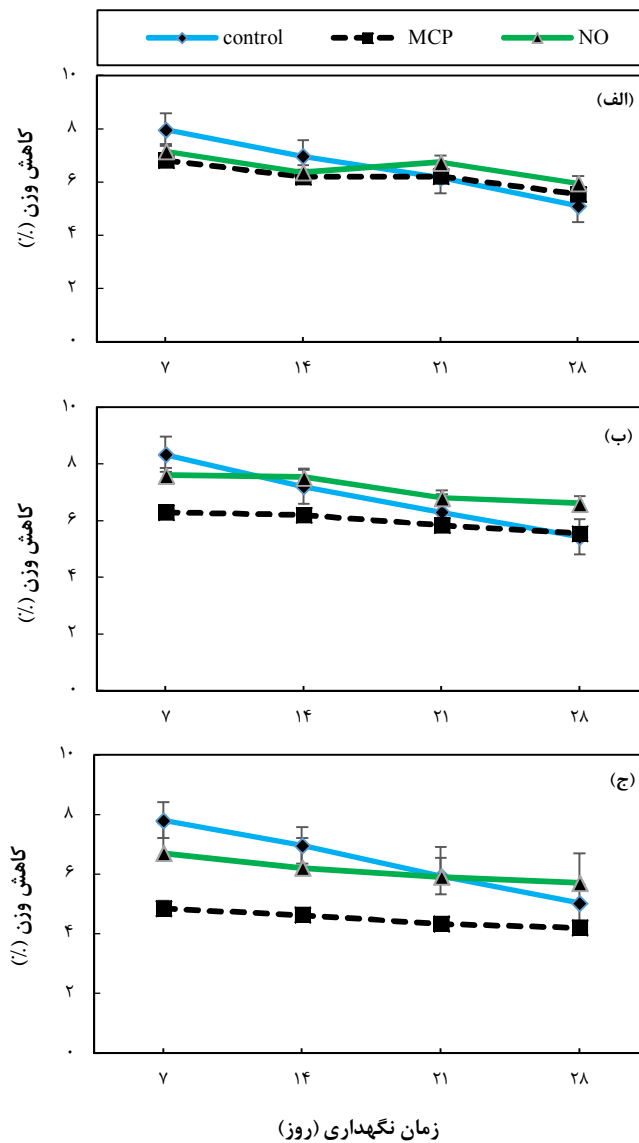 control MCP NO
(الف)
کاهش وزن (٪)
۱۰
۸
۶
۴
۲
۰
۷ ۱۴ ۲۱ ۲۸
(ب)
کاهش وزن (٪)
۱۰
۸
۶
۴
۲
۰
۷ ۱۴ ۲۱ ۲۸
(ج)
کاهش وزن (٪)
۱۰
۸
۶
۴
۲
۰
۷ ۱۴ ۲۱ ۲۸
زمان نگهداری (روز)